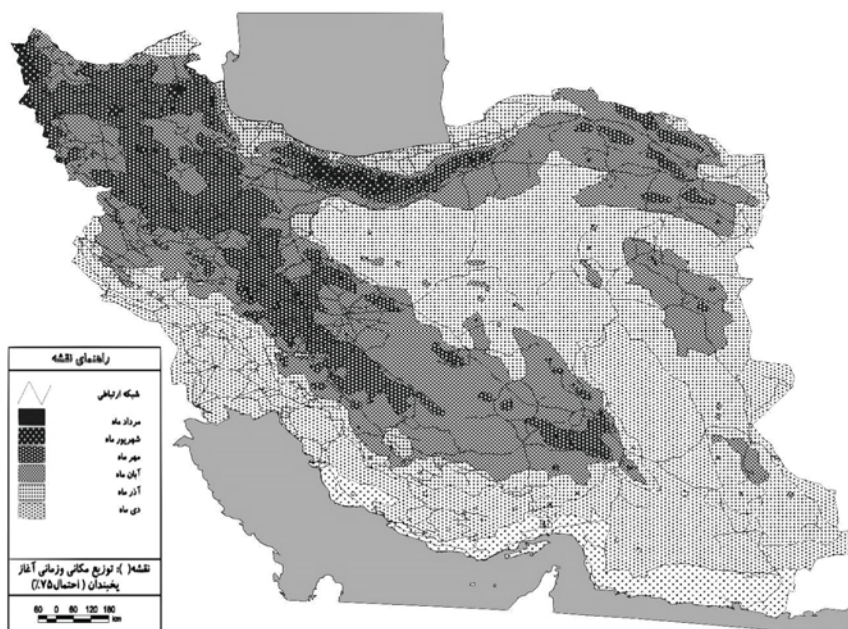 راهنمای نقشه
شبکه ارتباطی
مرداد ماه
شهریور ماه
مهر ماه
آبان ماه
آذر ماه
دی ماه
نقشه( ): توزیع مکانی وزمانی آغاز
یخبندان ( احتمال۷۵٪)
60 0 60 120 180
km